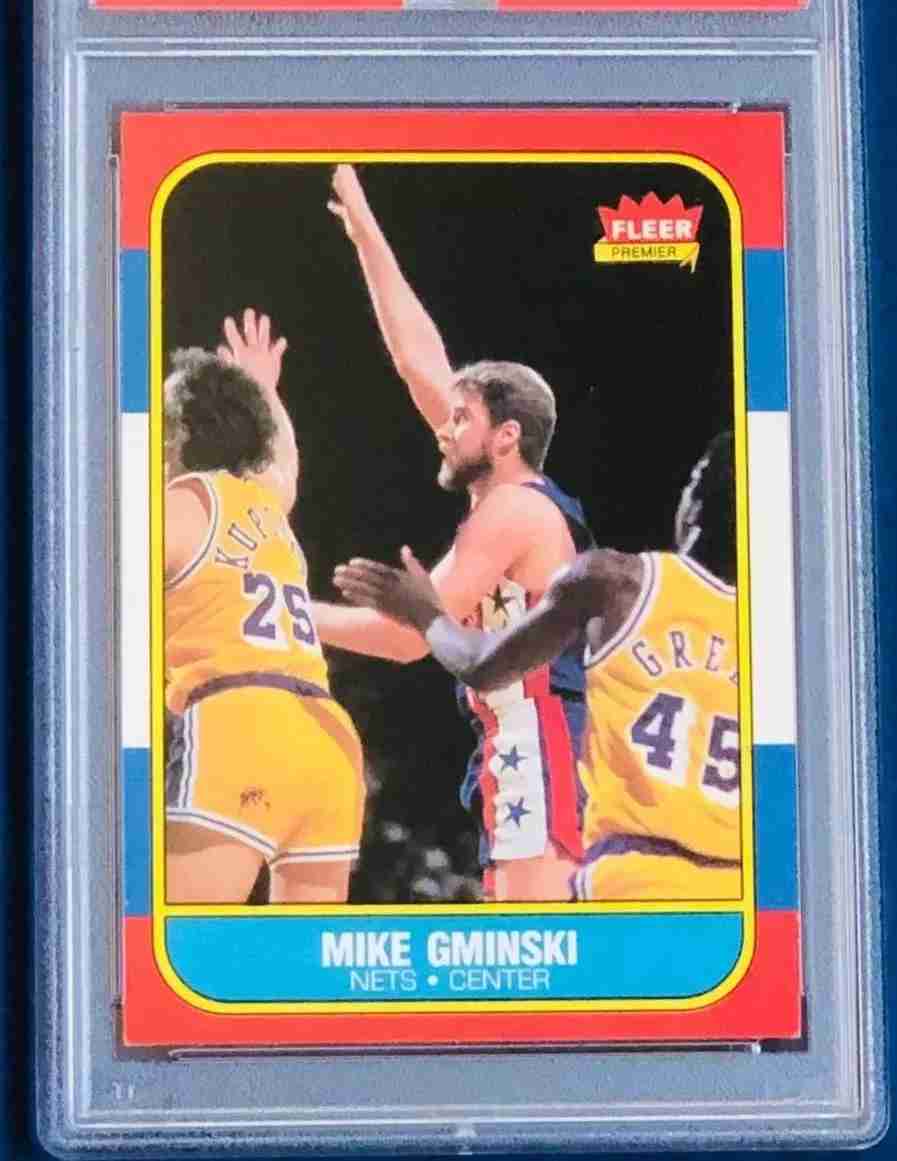 FLEER
PREMIER
25
45
MIKE GMINSKI
NETS • CENTER